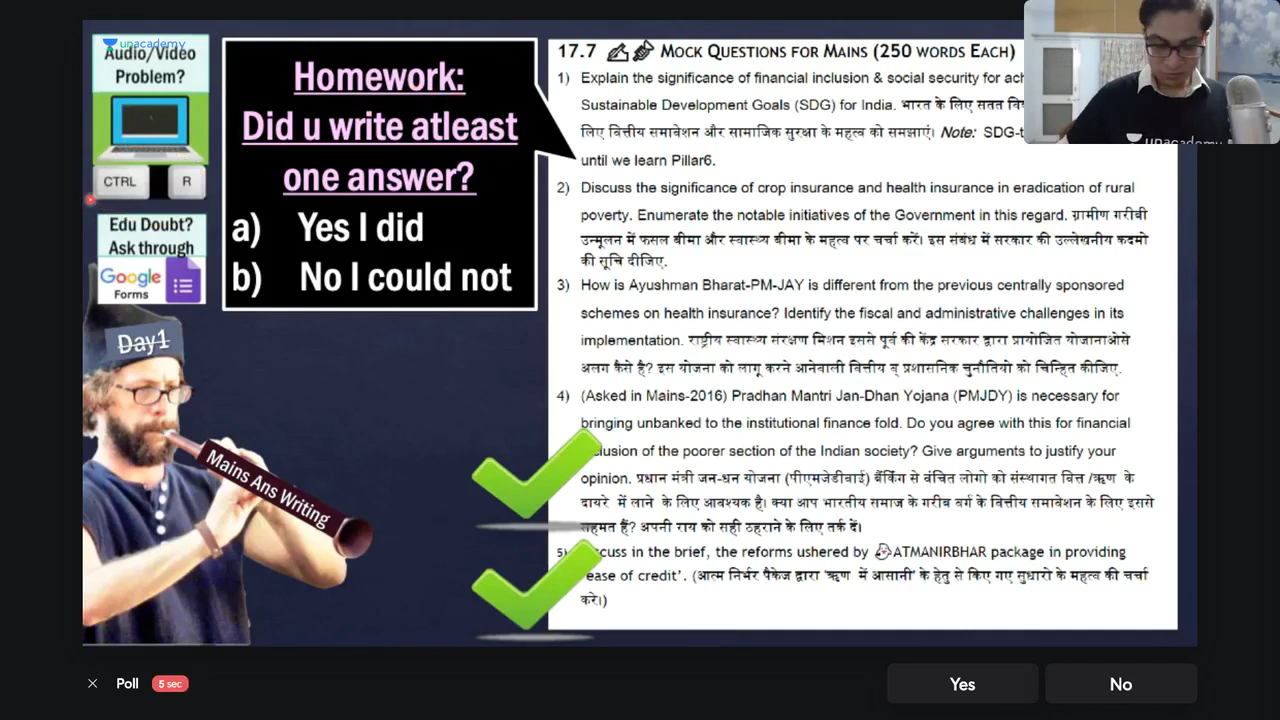 unacademy
Audio/Video
Problem?
CTRL
R
Edu Doubt?
Ask through
Google
Forms
Day1
Mains Ans Writing
Homework:
Did u write atleast
one answer?
a) Yes I did
b) No I could not
17.7 MOCK QUESTIONS FOR MAINS (250 WORDS EACH)
1) Explain the significance of financial inclusion & social security for
Sustainable Development Goals (SDG) for India. भारत के लिए सतत
लिए वित्तीय समावेशन और सामाजिक सुरक्षा के महत्व को समझाएं। Note: SDG-
until we learn Pillar6.
2) Discuss the significance of crop insurance and health insurance in eradication of rural
poverty. Enumerate the notable initiatives of the Government in this regard. ग्रामीण गरीबी
उन्मूलन में फसल बीमा और स्वास्थ्य बीमा के महत्व पर चर्चा करें। इस संबंध में सरकार की उल्लेखनीय कदमो
की सूचि दीजिए.
3) How is Ayushman Bharat-PM-JAY is different from the previous centrally sponsored
schemes on health insurance? Identify the fiscal and administrative challenges in its
implementation. राष्ट्रीय स्वास्थ्य संरक्षण मिशन इससे पूर्व की केंद्र सरकार द्वारा प्रायोजित योजनाओसे
अलग कैसे है? इस योजना को लागू करने आनेवाली वित्तीय व् प्रशासनिक चुनौतियो को चिन्हित कीजिए.
4) (Asked in Mains-2016) Pradhan Mantri Jan-Dhan Yojana (PMJDY) is necessary for
bringing unbanked to the institutional finance fold. Do you agree with this for financial
clusion of the poorer section of the Indian society? Give arguments to justify your
opinion. प्रधान मंत्री जन-धन योजना (पीएमजेडीवाई) बैंकिंग से वंचित लोगो को संस्थागत वित्त /ऋण के
दायरे में लाने के लिए आवश्यक है। क्या आप भारतीय समाज के गरीब वर्ग के वित्तीय समावेशन के लिए इससे
सहमत हैं? अपनी राय को सही ठहराने के लिए तर्क दें।
5) cuss in the brief, the reforms ushered by ATMANIRBHAR package in providing
ease of credit'. (आत्म निर्भर पैकेज द्वारा 'ऋण में आसानी' के हेतु से किए गए सुधारो के महत्व की चर्चा
करे।)
unacademy
Poll
5 sec
Yes
No